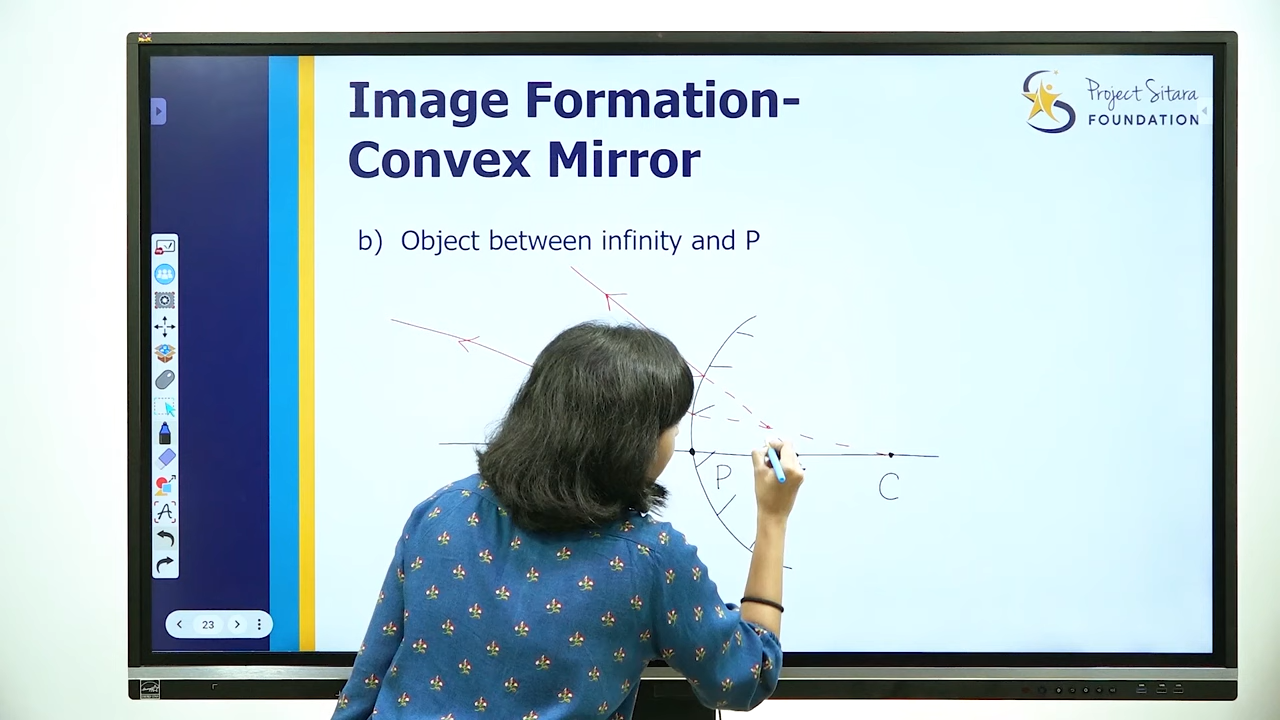 Image Formation-
Convex Mirror
Project Sitara
FOUNDATION
b) Object between infinity and P
P
C
A
23